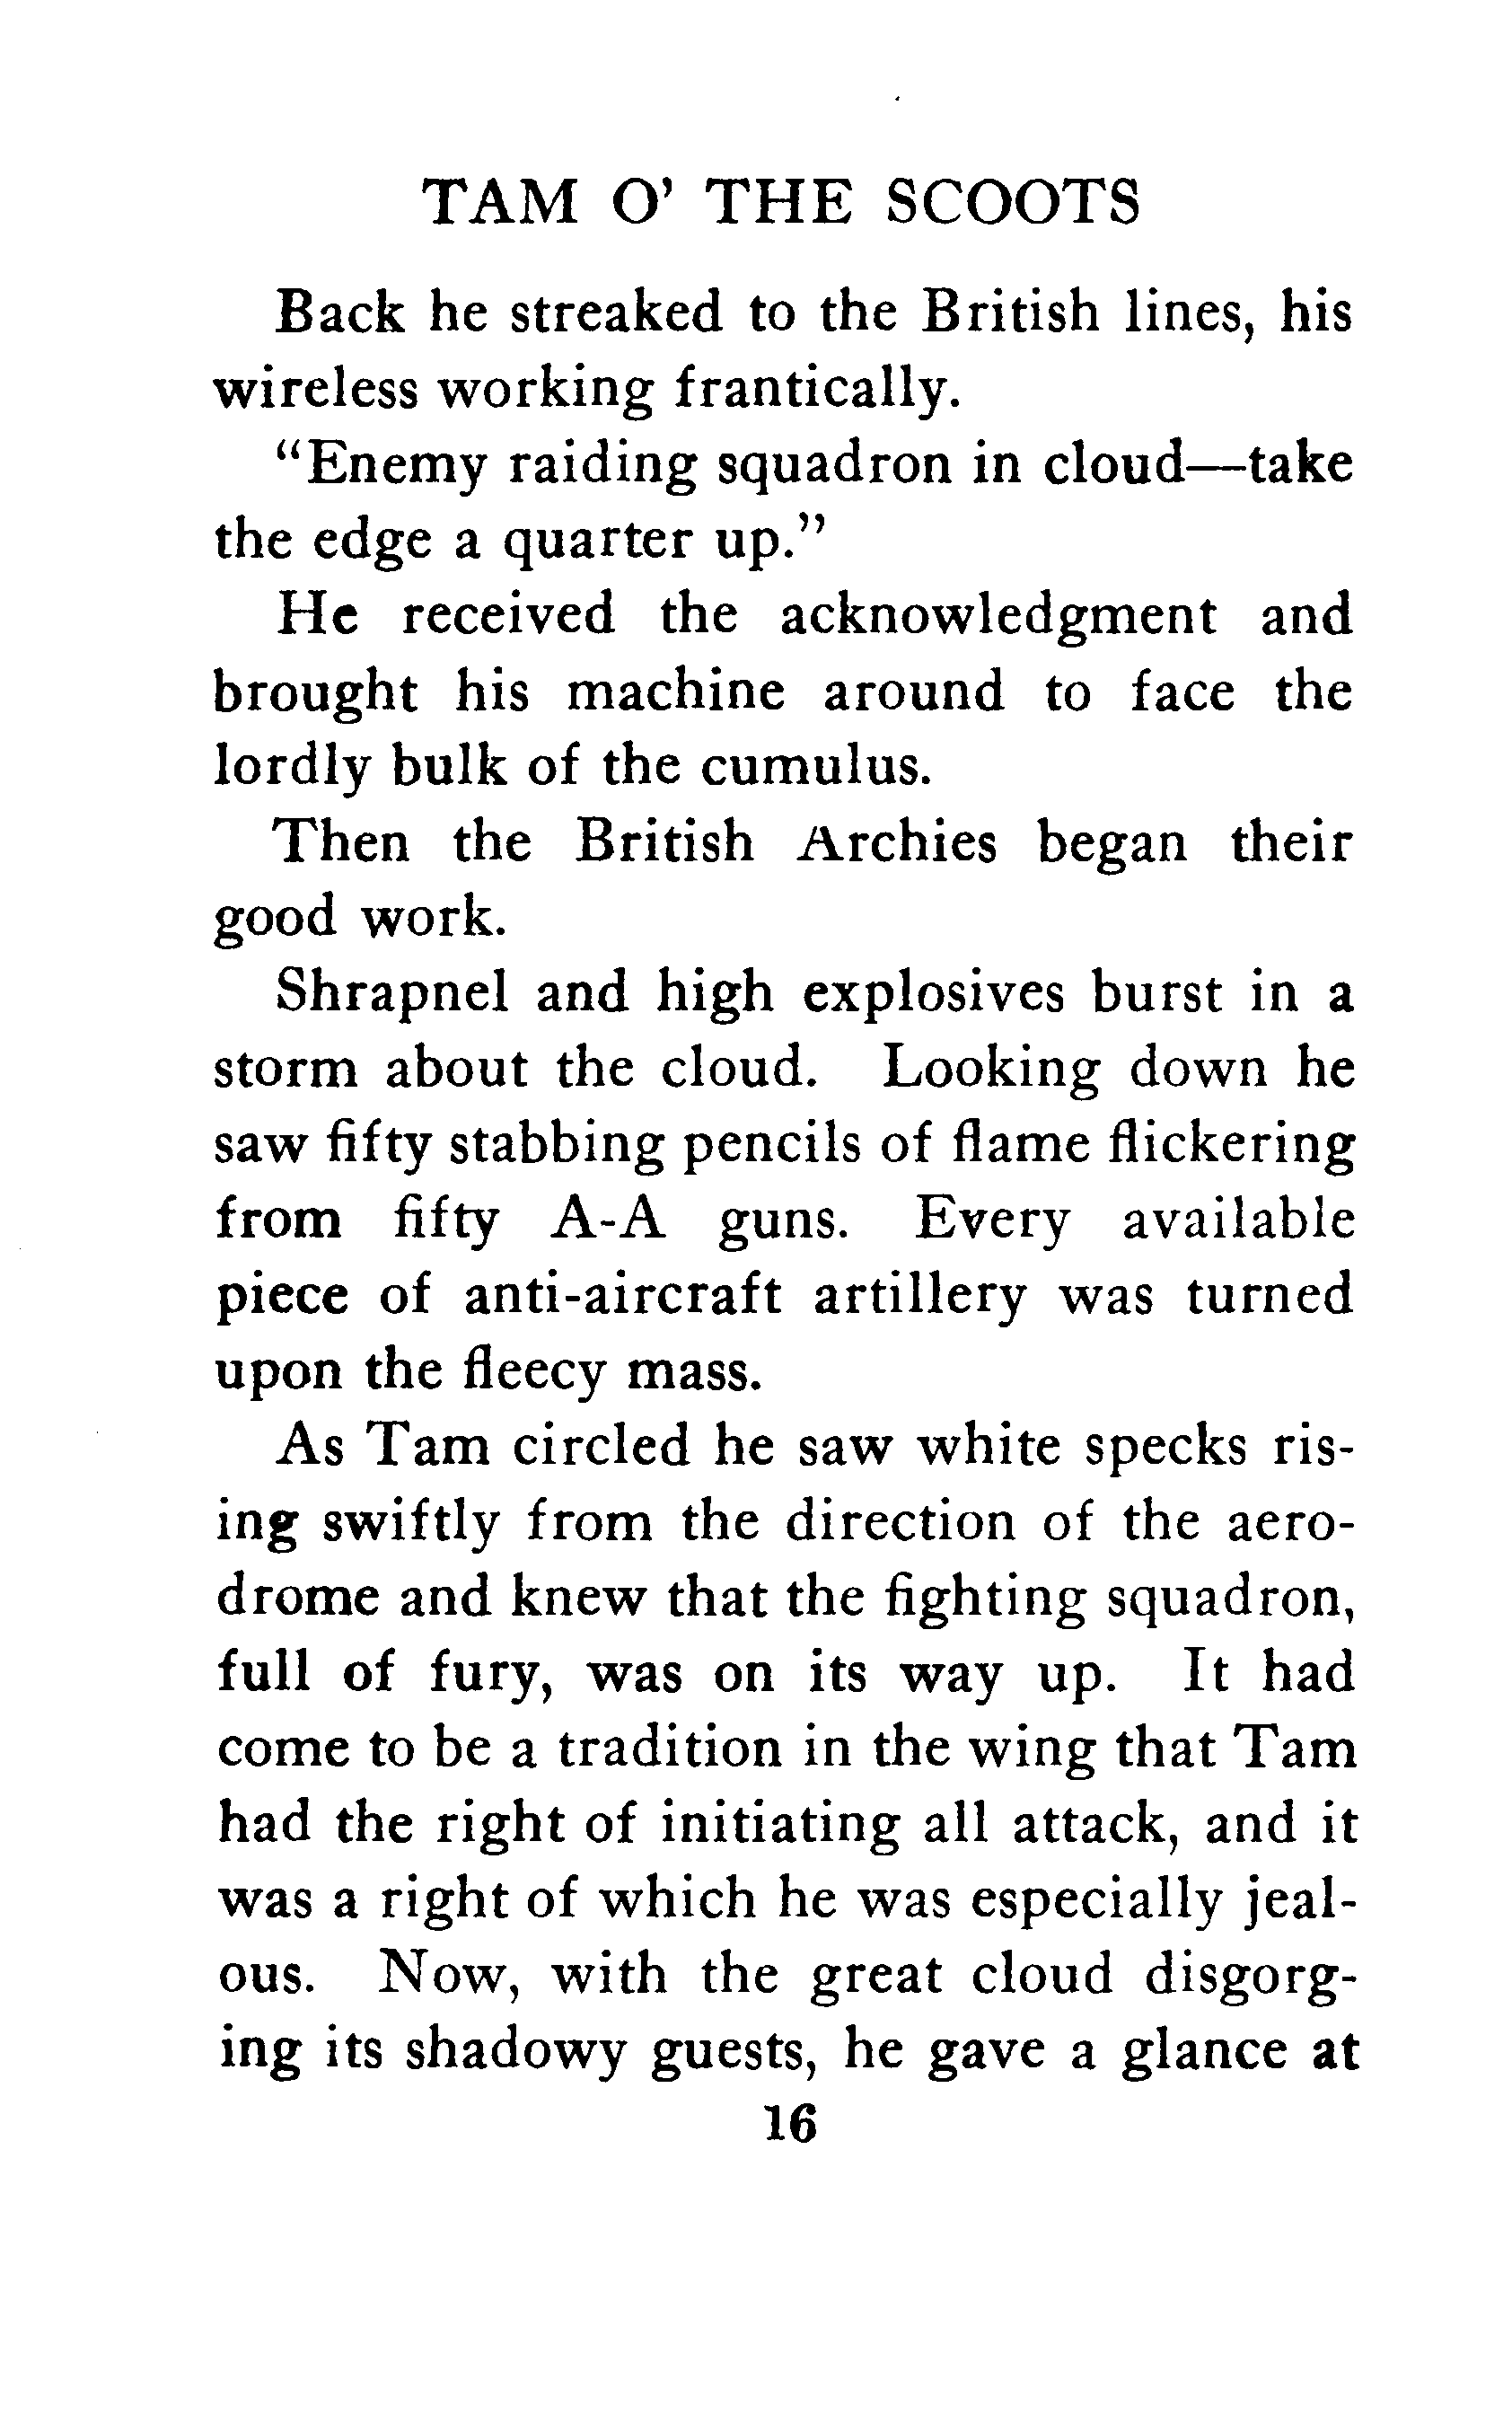 TAM O' THE SCOOTS
Back he streaked to the British lines, his
wireless working frantically.
"Enemy raiding squadron in cloud—take
the edge a quarter up."
He received the acknowledgment and
brought his machine around to face the
lordly bulk of the cumulus.
Then the British Archies began their
good work.
Shrapnel and high explosives burst in a
storm about the cloud. Looking down he
saw fifty stabbing pencils of flame flickering
from fifty A-A guns. Every available
piece of anti-aircraft artillery was turned
upon the fleecy mass.
As Tam circled he saw white specks ris-
ing swiftly from the direction of the aero-
drome and knew that the fighting squadron,
full of fury, was on its way up. It had
come to be a tradition in the wing that Tam
had the right of initiating all attack, and it
was a right of which he was especially jeal-
ous. Now, with the great cloud disgorg-
ing its shadowy guests, he gave a glance at
16